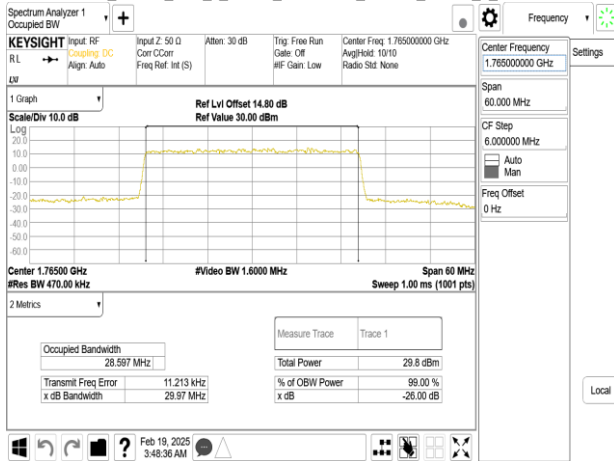 Spectrum Analyzer 1
Occupied BW
+
Frequency
KEYSIGHT
RL
LXI
Input: RF
Coupling: DC
Align: Auto
Input Z: 50 Ω
Corr CCorr
Freq Ref: Int (S)
Atten: 30 dB
Trig: Free Run
Gate: Off
#IF Gain: Low
Center Freq: 1.765000000 GHz
Avg|Hold: 10/10
Radio Std: None
Center Frequency
1.765000000 GHz
Settings
Span
60.000 MHz
CF Step
6.000000 MHz
Auto
Man
Freq Offset
0 Hz
Local
1 Graph
Scale/Div 10.0 dB
Ref Lvl Offset 14.80 dB
Ref Value 30.00 dBm
Log
20.0
10.0
0.00
-10.0
-20.0
-30.0
-40.0
-50.0
-60.0
Center 1.76500 GHz
#Res BW 470.00 kHz
#Video BW 1.6000 MHz
Span 60 MHz
Sweep 1.00 ms (1001 pts)
2 Metrics
Measure Trace Trace 1
Occupied Bandwidth
28.597 MHz
Total Power 29.8 dBm
Transmit Freq Error 11.213 kHz
% of OBW Power 99.00 %
x dB Bandwidth 29.97 MHz
x dB -26.00 dB
?
Feb 19, 2025
3:48:36 AM